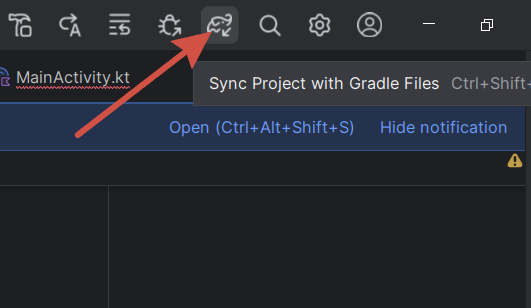 MainActivity.kt
Sync Project with Gradle Files Ctrl+Shift+
Open (Ctrl+Alt+Shift+S) Hide notification